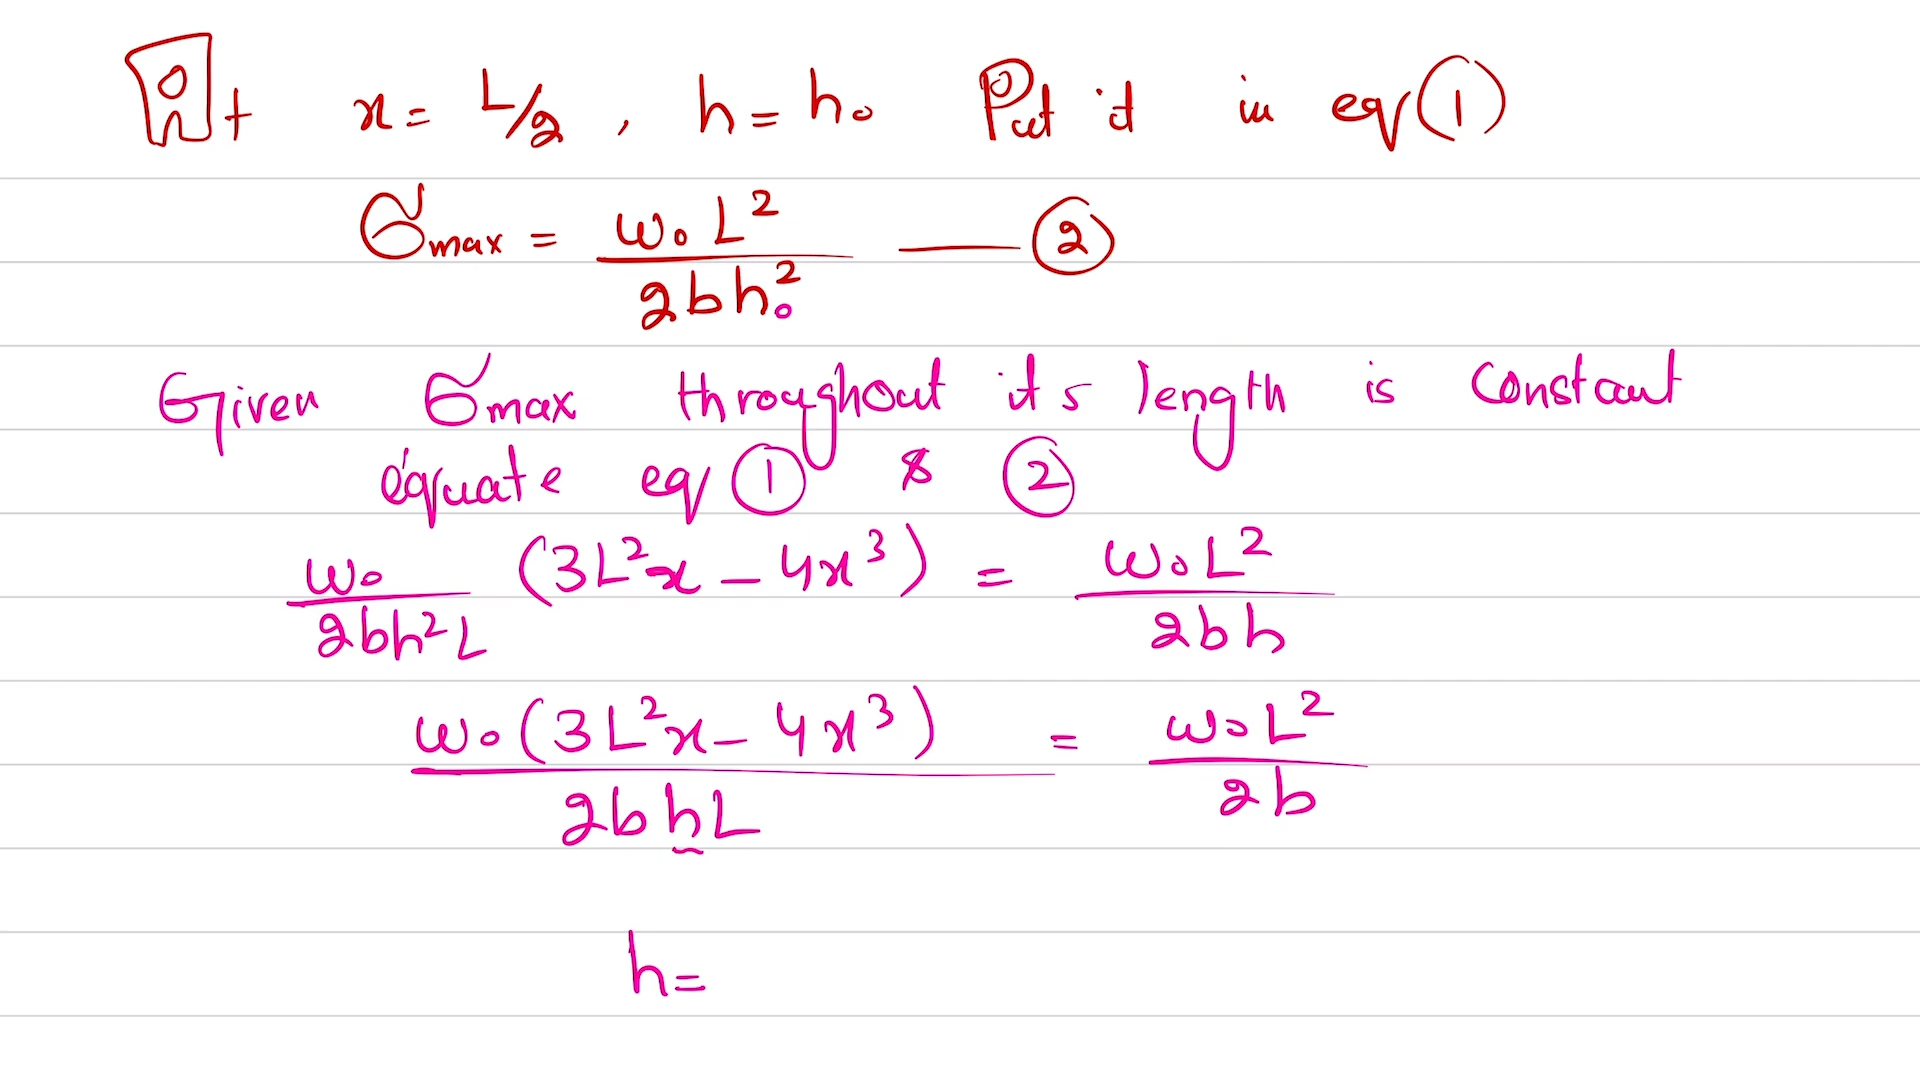 At x = L/2 , h = h₀ Put it in eq (1)
σmax = w₀L² / 2bh₀² —— (2)
Given σmax throughout its length is constant
equate eq (1) & (2)
w₀ / 2bh²L (3L²x − 4x³) = w₀L² / 2bh
w₀(3L²x − 4x³) / 2bhL = w₀L² / 2b
h =